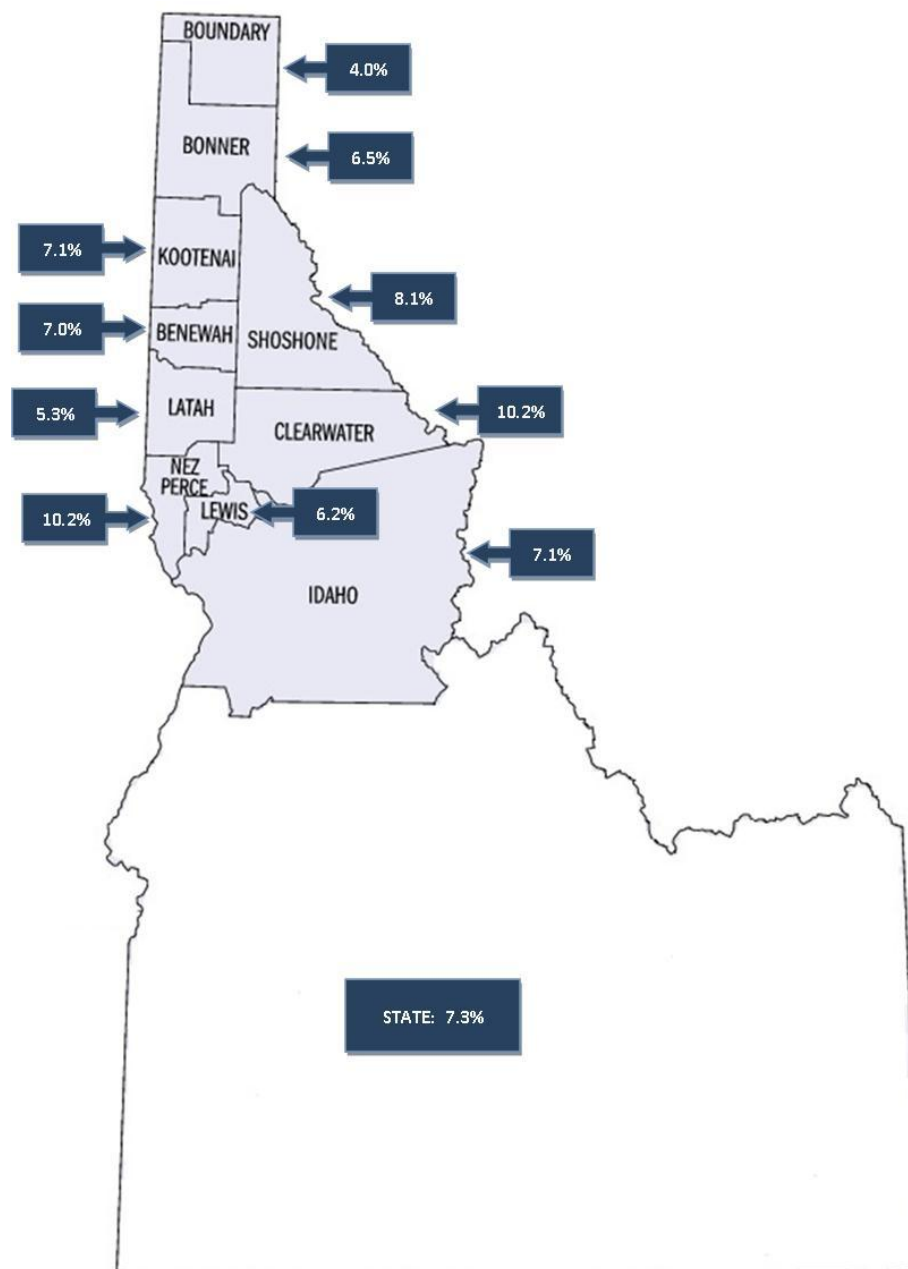 BOUNDARY
4.0%
BONNER
6.5%
7.1%
KOOTENAI
8.1%
7.0%
BENEWAH
SHOSHONE
5.3%
LATAH
10.2%
CLEARWATER
NEZ
PERCE
10.2%
LEWIS
6.2%
7.1%
IDAHO
STATE: 7.3%